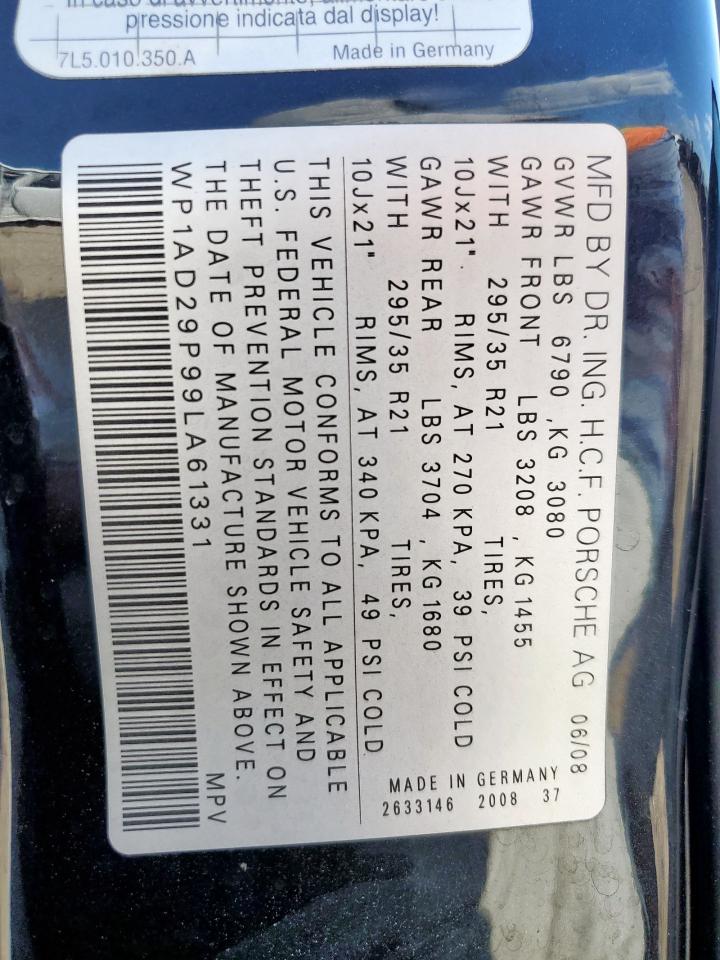 pressione indicata dal display!
7L5.010.350.A Made in Germany
MFD BY DR. ING. H.C.F. PORSCHE AG 06/08
GVWR LBS 6790 ,KG 3080
GAWR FRONT LBS 3208 , KG 1455
WITH 295/35 R21 TIRES,
10Jx21". RIMS, AT 270 KPA, 39 PSI COLD
GAWR REAR LBS 3704 , KG 1680
WITH 295/35 R21 TIRES,
10Jx21" RIMS, AT 340 KPA, 49 PSI COLD
MADE IN GERMANY
2633146 2008 37
THIS VEHICLE CONFORMS TO ALL APPLICABLE
U.S. FEDERAL MOTOR VEHICLE SAFETY AND
THEFT PREVENTION STANDARDS IN EFFECT ON
THE DATE OF MANUFACTURE SHOWN ABOVE.
WP1AD29P99LA61331 MPV